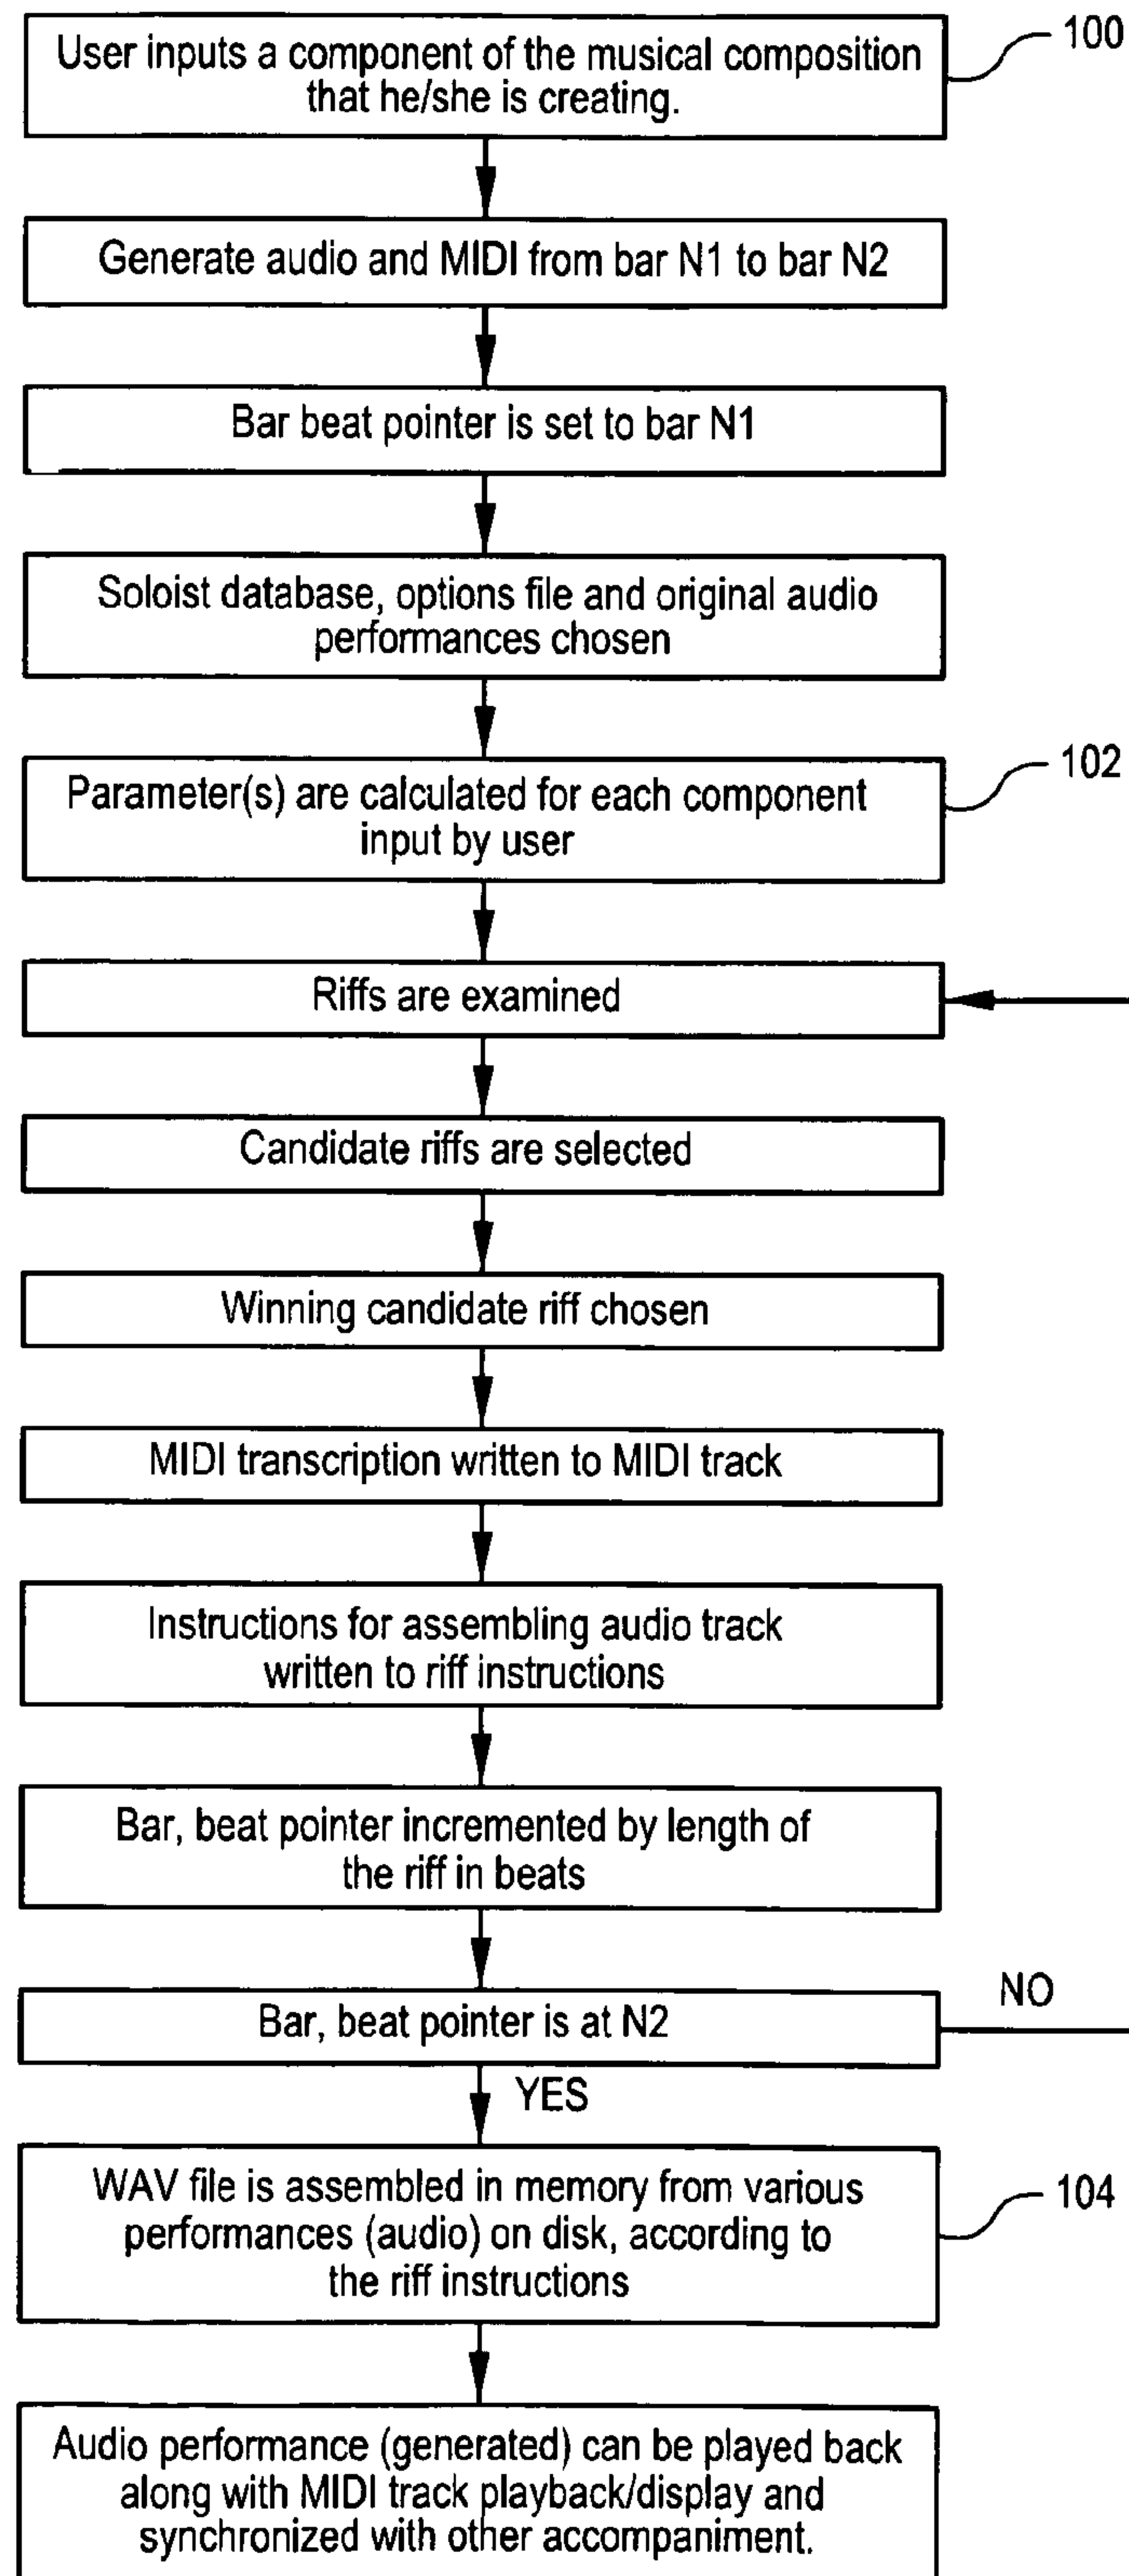 User inputs a component of the musical composition
that he/she is creating.
100
Generate audio and MIDI from bar N1 to bar N2
Bar beat pointer is set to bar N1
Soloist database, options file and original audio
performances chosen
Parameter(s) are calculated for each component
input by user
102
Riffs are examined
Candidate riffs are selected
Winning candidate riff chosen
MIDI transcription written to MIDI track
Instructions for assembling audio track
written to riff instructions
Bar, beat pointer incremented by length of
the riff in beats
Bar, beat pointer is at N2
NO
YES
WAV file is assembled in memory from various
performances (audio) on disk, according to
the riff instructions
104
Audio performance (generated) can be played back
along with MIDI track playback/display and
synchronized with other accompaniment.